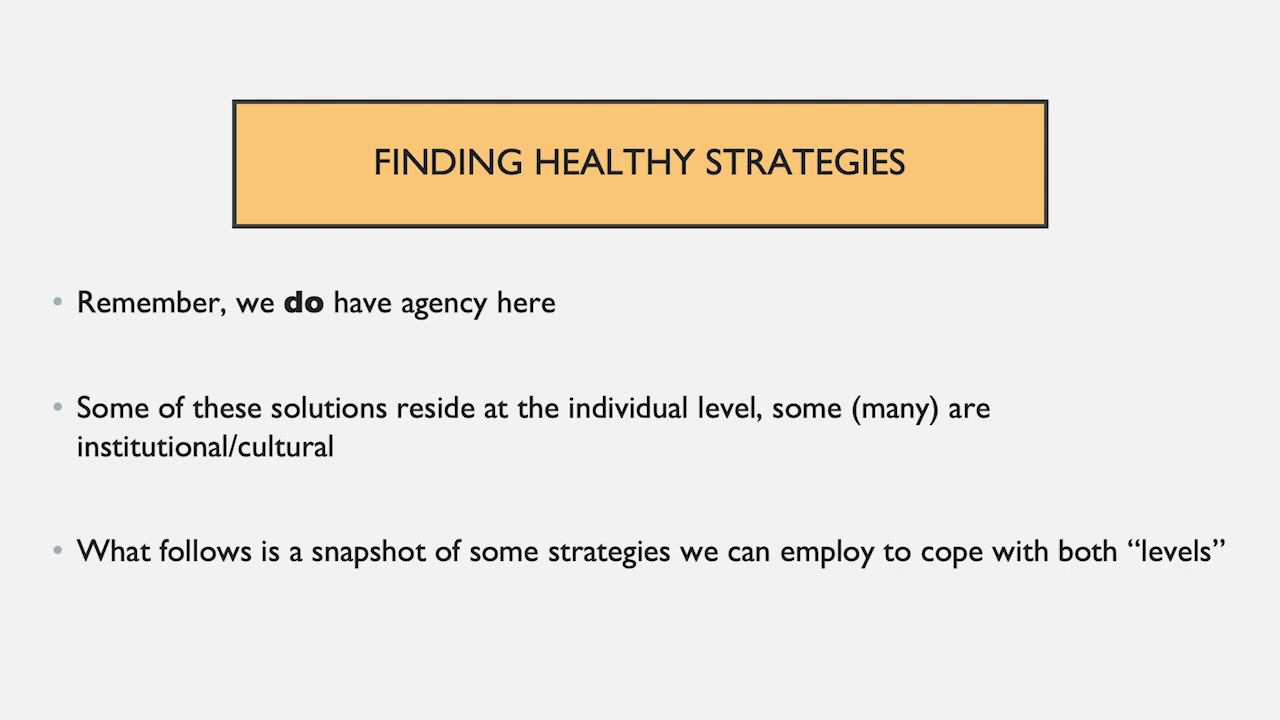 FINDING HEALTHY STRATEGIES
• Remember, we do have agency here
• Some of these solutions reside at the individual level, some (many) are
institutional/cultural
• What follows is a snapshot of some strategies we can employ to cope with both “levels”